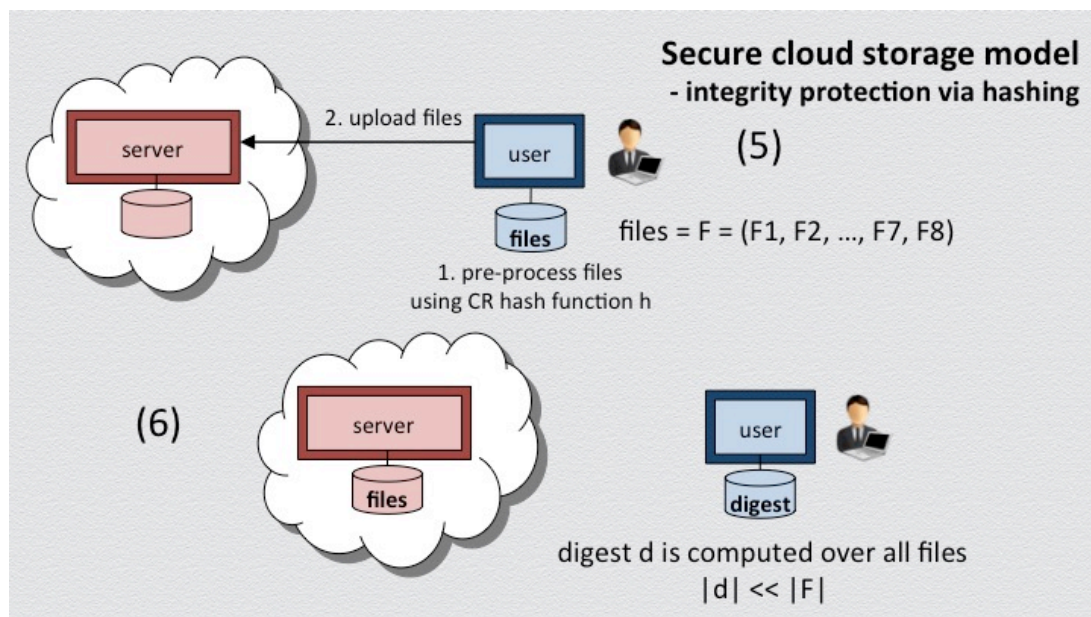 Secure cloud storage model
- integrity protection via hashing
(5)
2. upload files
server
user
files
files = F = (F1, F2, ..., F7, F8)
1. pre-process files
using CR hash function h
(6)
server
files
user
digest
digest d is computed over all files
|d| << |F|